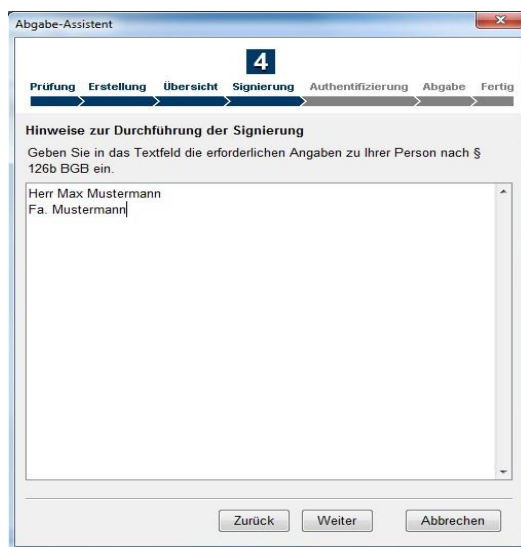 Abgabe-Assistent
4
Prüfung Erstellung Übersicht Signierung Authentifizierung Abgabe Fertig
Hinweise zur Durchführung der Signierung
Geben Sie in das Textfeld die erforderlichen Angaben zu Ihrer Person nach §
126b BGB ein.
Herr Max Mustermann
Fa. Mustermann
Zurück Weiter Abbrechen